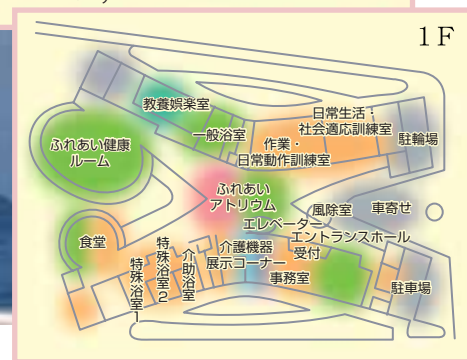 1F
教養娯楽室
一般浴室
日常生活・
社会適応訓練室
駐輪場
作業・
日常動作訓練室
ふれあい健康
ルーム
ふれあい
アトリウム
風除室
車寄せ
エレベーター
エントランスホール
食堂
特殊浴室1
特殊浴室2
介助浴室
介護機器
展示コーナー
受付
事務室
駐車場